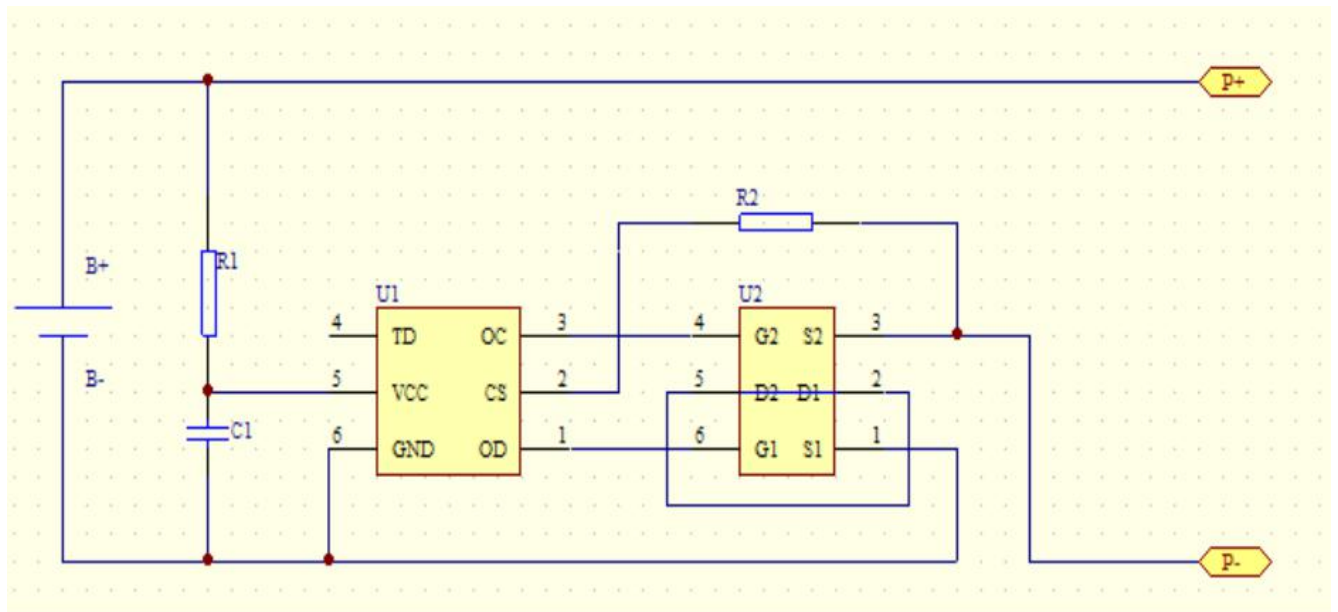 P+
R2
B+
R1
U1
U2
4 TD OC 3
4 G2 S2 3
5 VCC CS 2
5 D2 D1 2
B-
C1
6 GND OD 1
6 G1 S1 1
P-